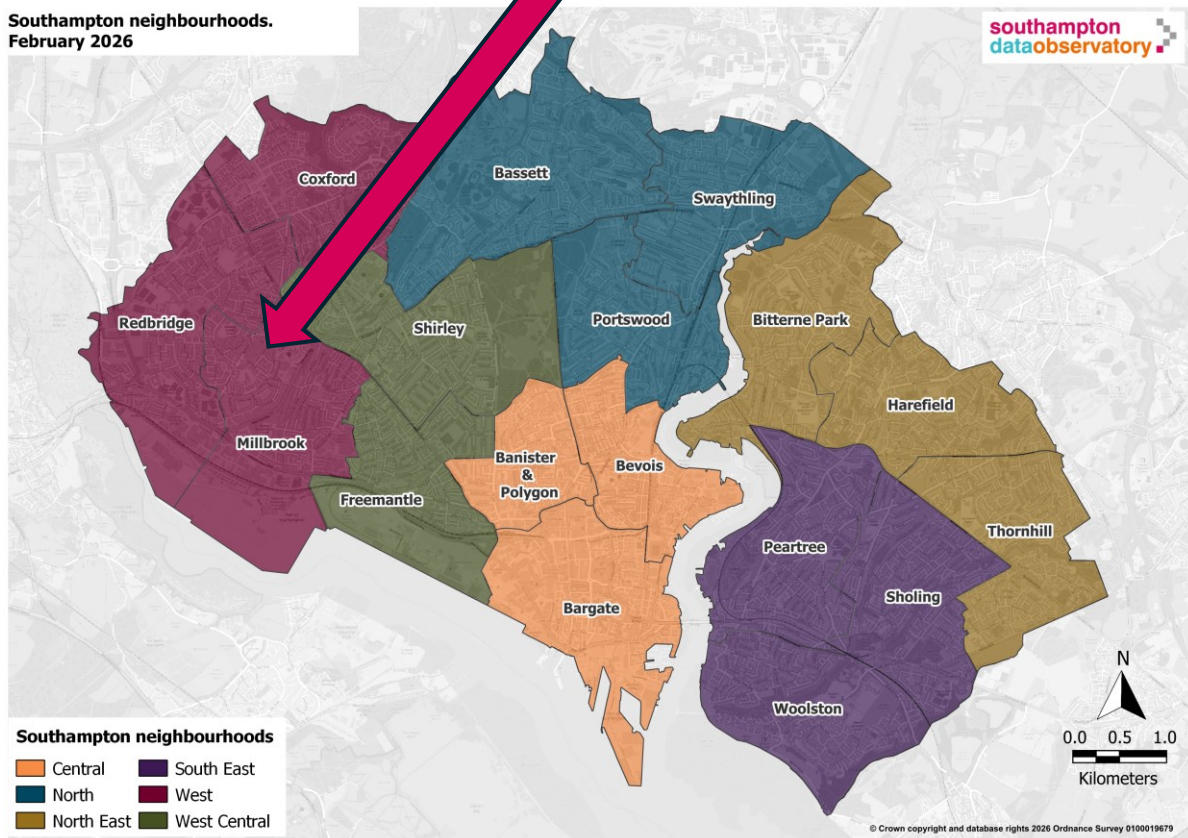 Southampton neighbourhoods.
February 2026
southampton
dataobservatory
Coxford
Bassett
Swaythling
Redbridge
Shirley
Portswood
Bitterne Park
Harefield
Millbrook
Banister
&
Polygon
Bevois
Freemantle
Thornhill
Peartree
Sholing
Bargate
Woolston
N
0.0 0.5 1.0
Kilometers
Southampton neighbourhoods
Central
South East
North
West
North East
West Central
© Crown copyright and database rights 2026 Ordnance Survey 0100019679